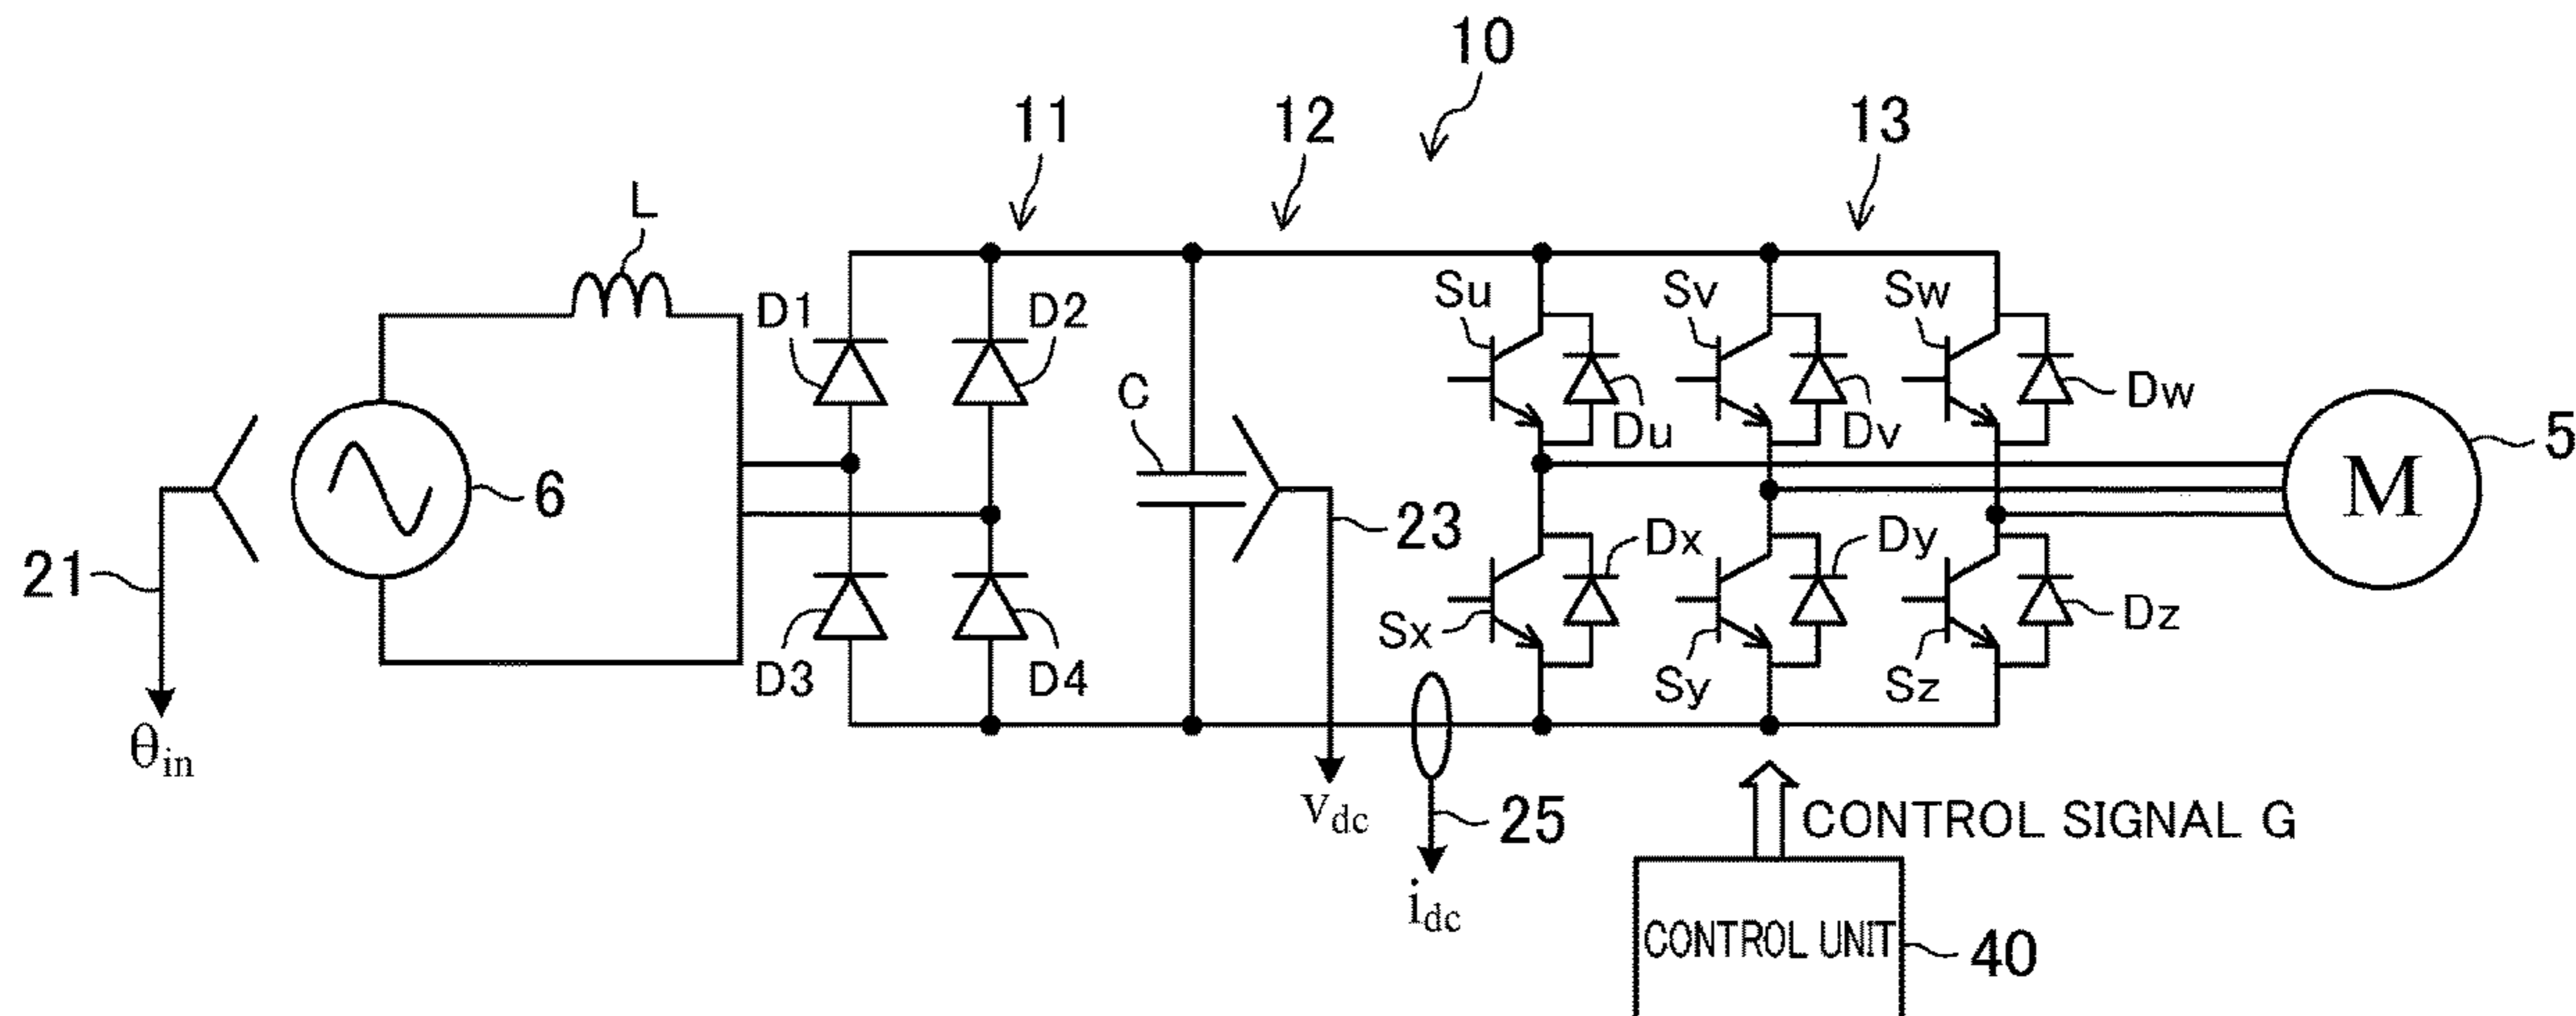 10
11
12
13
L
D1
D2
Su
Sv
Sw
C
Dw
Du
Dv
M
5
6
23
21
Dx
Dy
Dz
Sx
Sy
Sz
D3
D4
θin
vdc
25
CONTROL SIGNAL G
idc
CONTROL UNIT
40